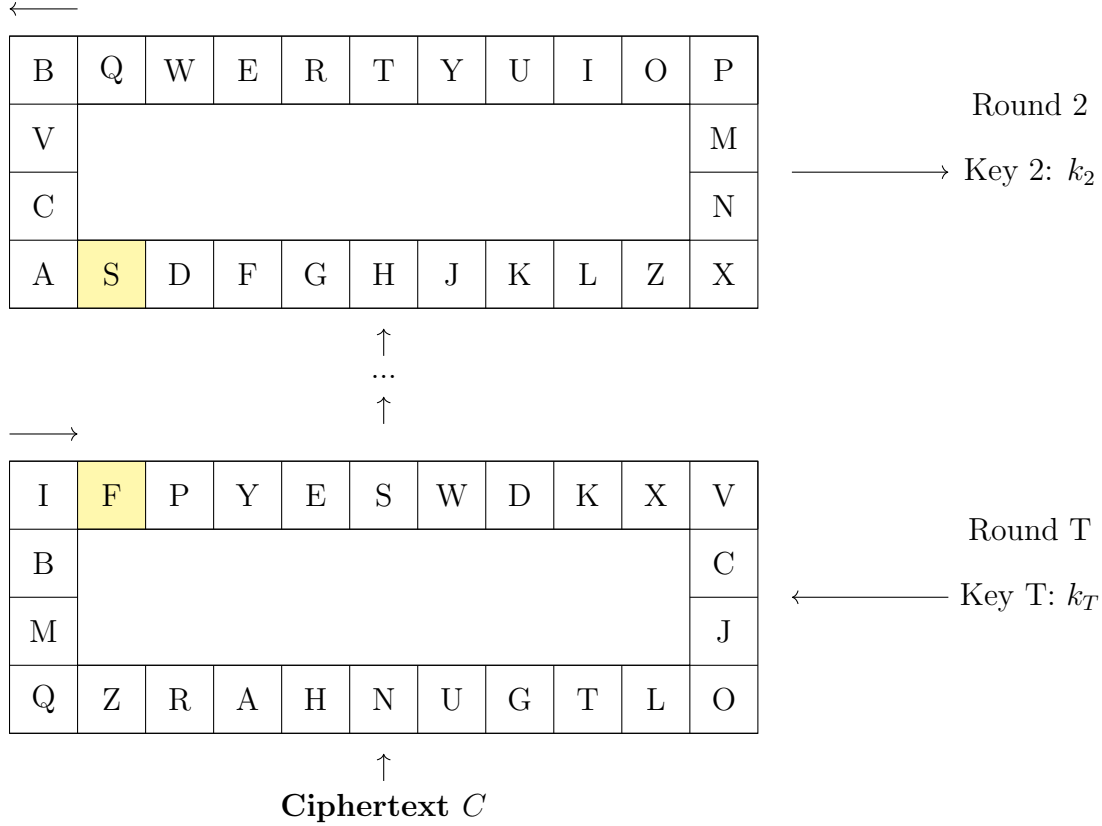 B Q W E R T Y U I O P
V M
C N
A S D F G H J K L Z X
Round 2
Key 2: k₂
...
I F P Y E S W D K X V
B C
M J
Q Z R A H N U G T L O
Round T
Key T: k_T
Ciphertext C